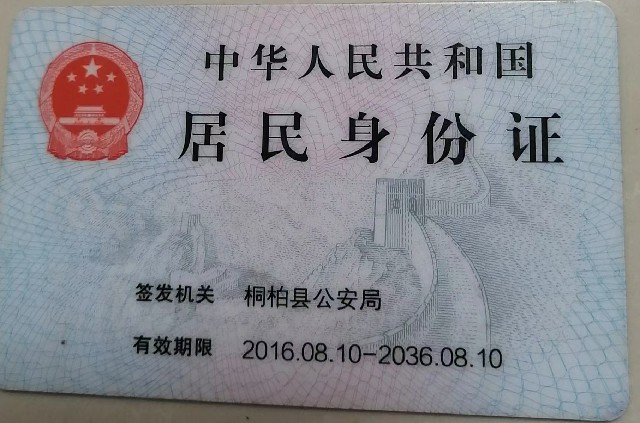 中华人民共和国
居民身份证
签发机关 桐柏县公安局
有效期限 2016.08.10-2036.08.10